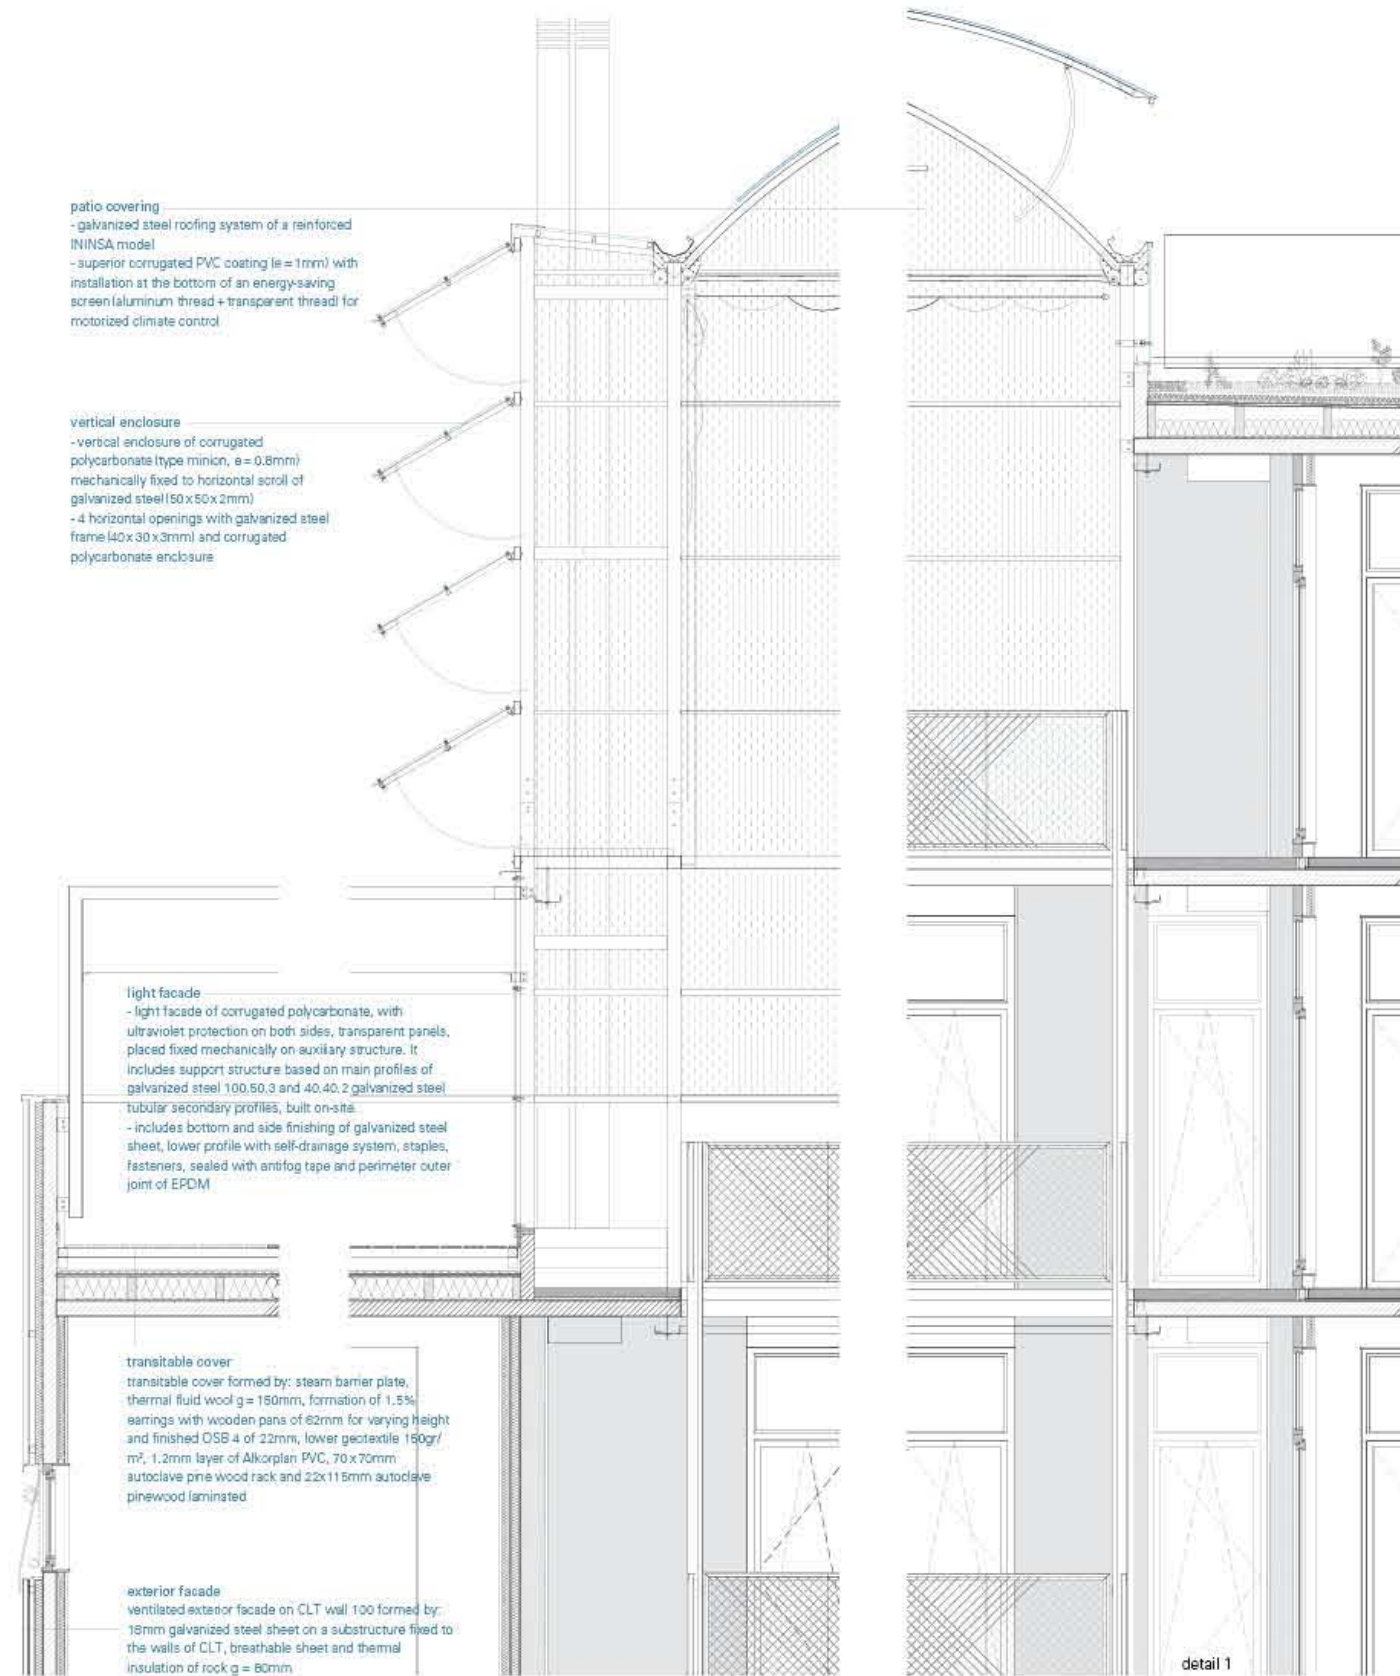 patio covering
- galvanized steel roofing system of a reinforced
ININSA model
- superior corrugated PVC coating (e = 1mm) with
installation at the bottom of an energy-saving
screen (aluminum thread + transparent thread) for
motorized climate control
vertical enclosure
- vertical enclosure of corrugated
polycarbonate (type minion, e = 0.8mm)
mechanically fixed to horizontal scroll of
galvanized steel (50 x 50 x 2mm)
- 4 horizontal openings with galvanized steel
frame (40 x 30 x 3mm) and corrugated
polycarbonate enclosure
light facade
- light facade of corrugated polycarbonate, with
ultraviolet protection on both sides, transparent panels,
placed fixed mechanically on auxiliary structure. It
includes support structure based on main profiles of
galvanized steel 100.50.3 and 40.40.2 galvanized steel
tubular secondary profiles, built on-site.
- includes bottom and side finishing of galvanized steel
sheet, lower profile with self-drainage system, staples,
fasteners, sealed with antifog tape and perimeter outer
joint of EPDM
transitable cover
transitable cover formed by: steam barrier plate,
thermal fluid wool g = 150mm, formation of 1.5%
earrings with wooden pans of 62mm for varying height
and finished OSB 4 of 22mm, lower geotextile 150gr/
m², 1.2mm layer of Alkorplan PVC, 70 x 70mm
autoclave pine wood rack and 22x115mm autoclave
pinewood laminated
exterior facade
ventilated exterior facade on CLT wall 100 formed by:
18mm galvanized steel sheet on a substructure fixed to
the walls of CLT, breathable sheet and thermal
insulation of rock g = 80mm
detail 1